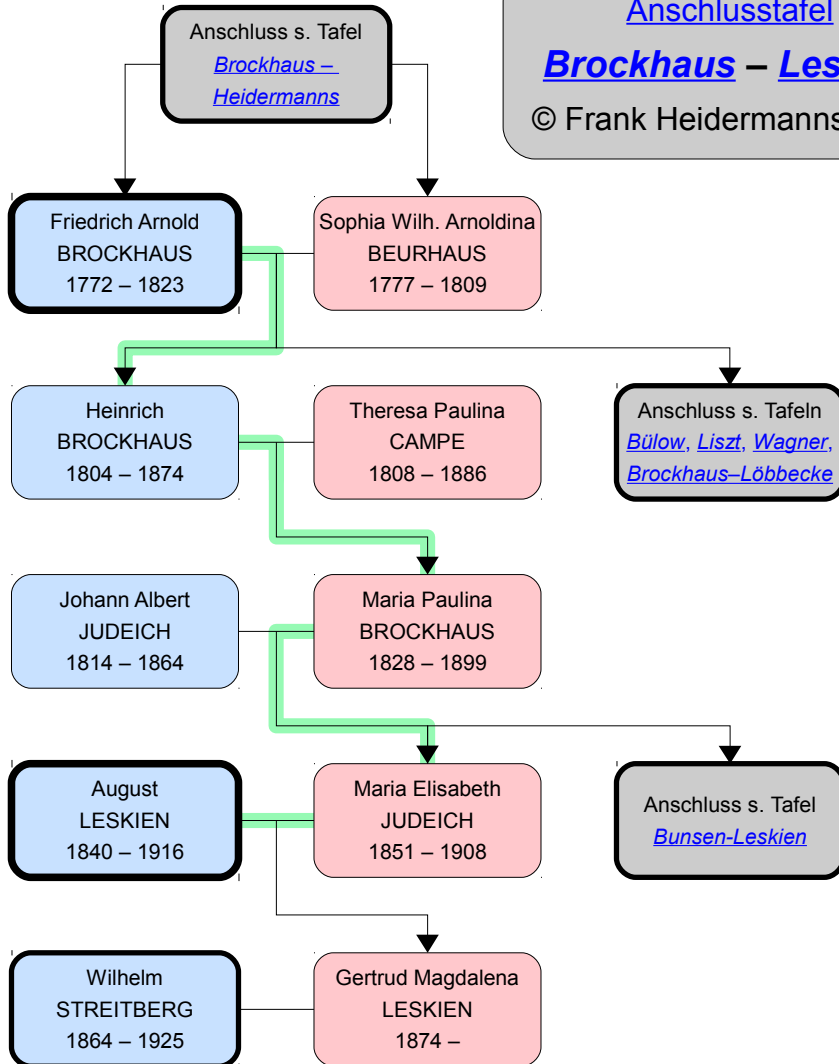 Anschlusstafel
Brockhaus – Les
© Frank Heidermanns
Anschluss s. Tafel
Brockhaus –
Heidermanns
Friedrich Arnold
BROCKHAUS
1772 – 1823
Sophia Wilh. Arnoldina
BEURHAUS
1777 – 1809
Heinrich
BROCKHAUS
1804 – 1874
Theresa Paulina
CAMPE
1808 – 1886
Anschluss s. Tafeln
Bülow, Liszt, Wagner,
Brockhaus–Löbbecke
Johann Albert
JUDEICH
1814 – 1864
Maria Paulina
BROCKHAUS
1828 – 1899
August
LESKIEN
1840 – 1916
Maria Elisabeth
JUDEICH
1851 – 1908
Anschluss s. Tafel
Bunsen-Leskien
Wilhelm
STREITBERG
1864 – 1925
Gertrud Magdalena
LESKIEN
1874 –